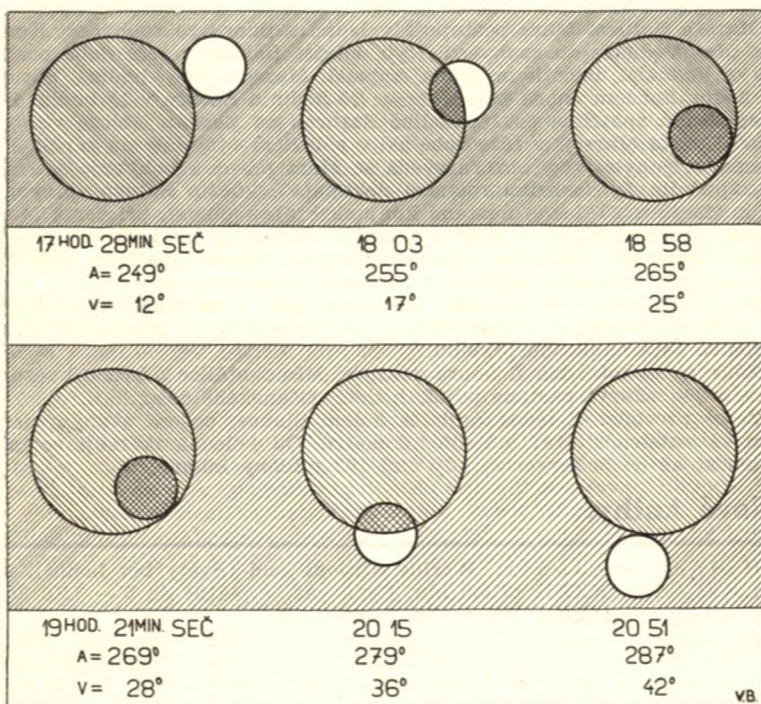 17 HOD. 28 MIN. SEČ 18 03 18 58
A = 249° 255° 265°
V = 12° 17° 25°
19 HOD. 21 MIN. SEČ 20 15 20 51
A = 269° 279° 287°
V = 28° 36° 42°
V.B.